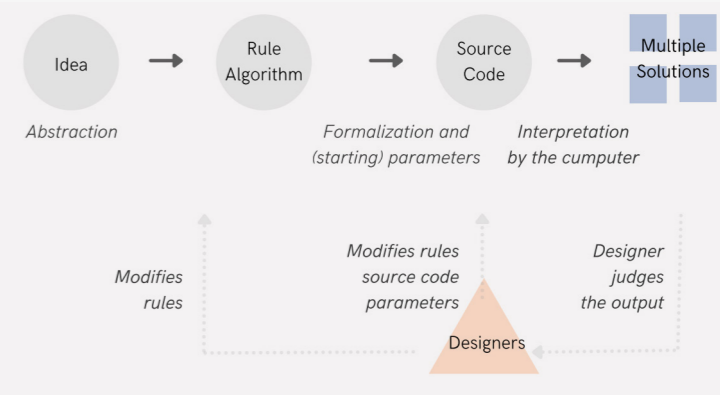 Idea
Rule
Algorithm
Source
Code
Multiple
Solutions
Abstraction
Formalization and
(starting) parameters
Interpretation
by the cumputer
Modifies
rules
Modifies rules
source code
parameters
Designer
judges
the output
Designers